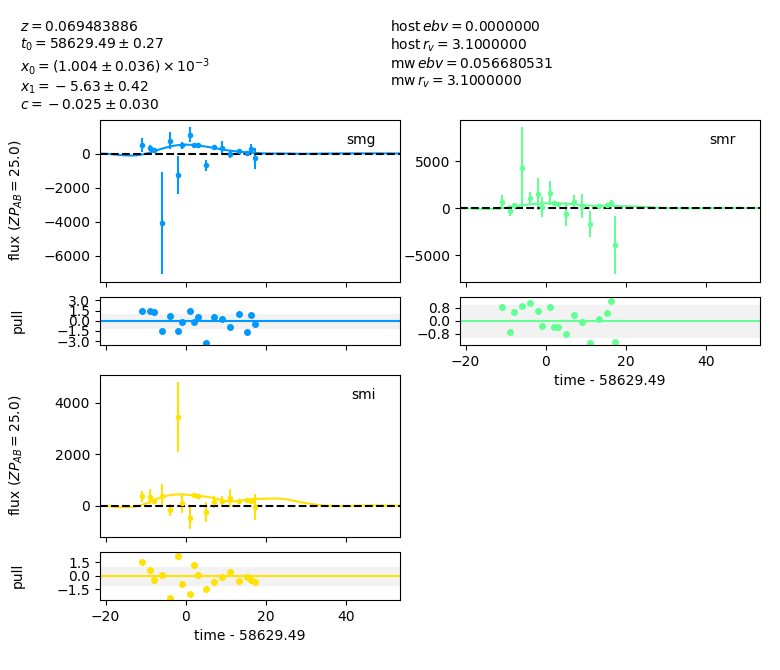 z = 0.069483886
t₀ = 58629.49 ± 0.27
x₀ = (1.004 ± 0.036) × 10⁻³
x₁ = − 5.63 ± 0.42
c = − 0.025 ± 0.030
host ebv = 0.0000000
host rᵥ = 3.1000000
mw ebv = 0.056680531
mw rᵥ = 3.1000000
smg
flux (ZP_AB = 25.0)
0
−2000
−4000
−6000
smr
5000
0
−5000
pull
3.0
1.5
0.0
−1.5
−3.0
0.8
0.0
−0.8
−20 0 20 40
time - 58629.49
smi
flux (ZP_AB = 25.0)
4000
2000
0
pull
1.5
0.0
−1.5
−20 0 20 40
time - 58629.49